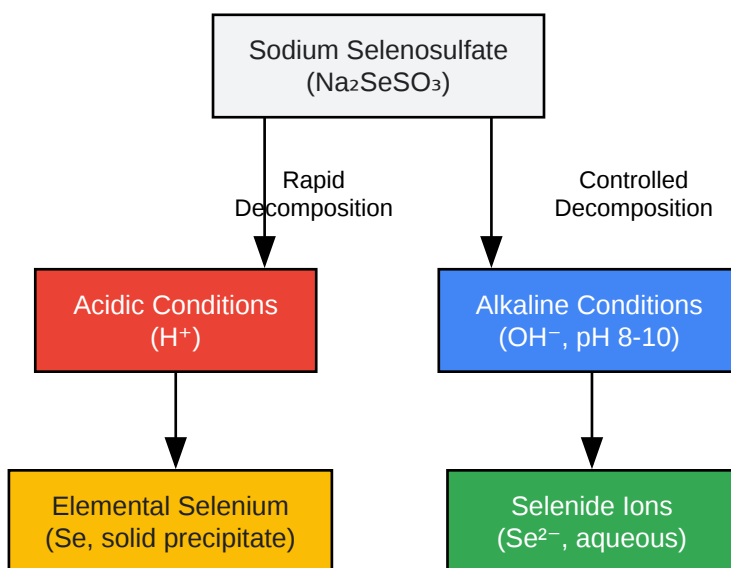 Sodium Selenosulfate
(Na₂SeSO₃)
Rapid
Decomposition
Controlled
Decomposition
Acidic Conditions
(H⁺)
Alkaline Conditions
(OH⁻, pH 8-10)
Elemental Selenium
(Se, solid precipitate)
Selenide Ions
(Se²⁻, aqueous)